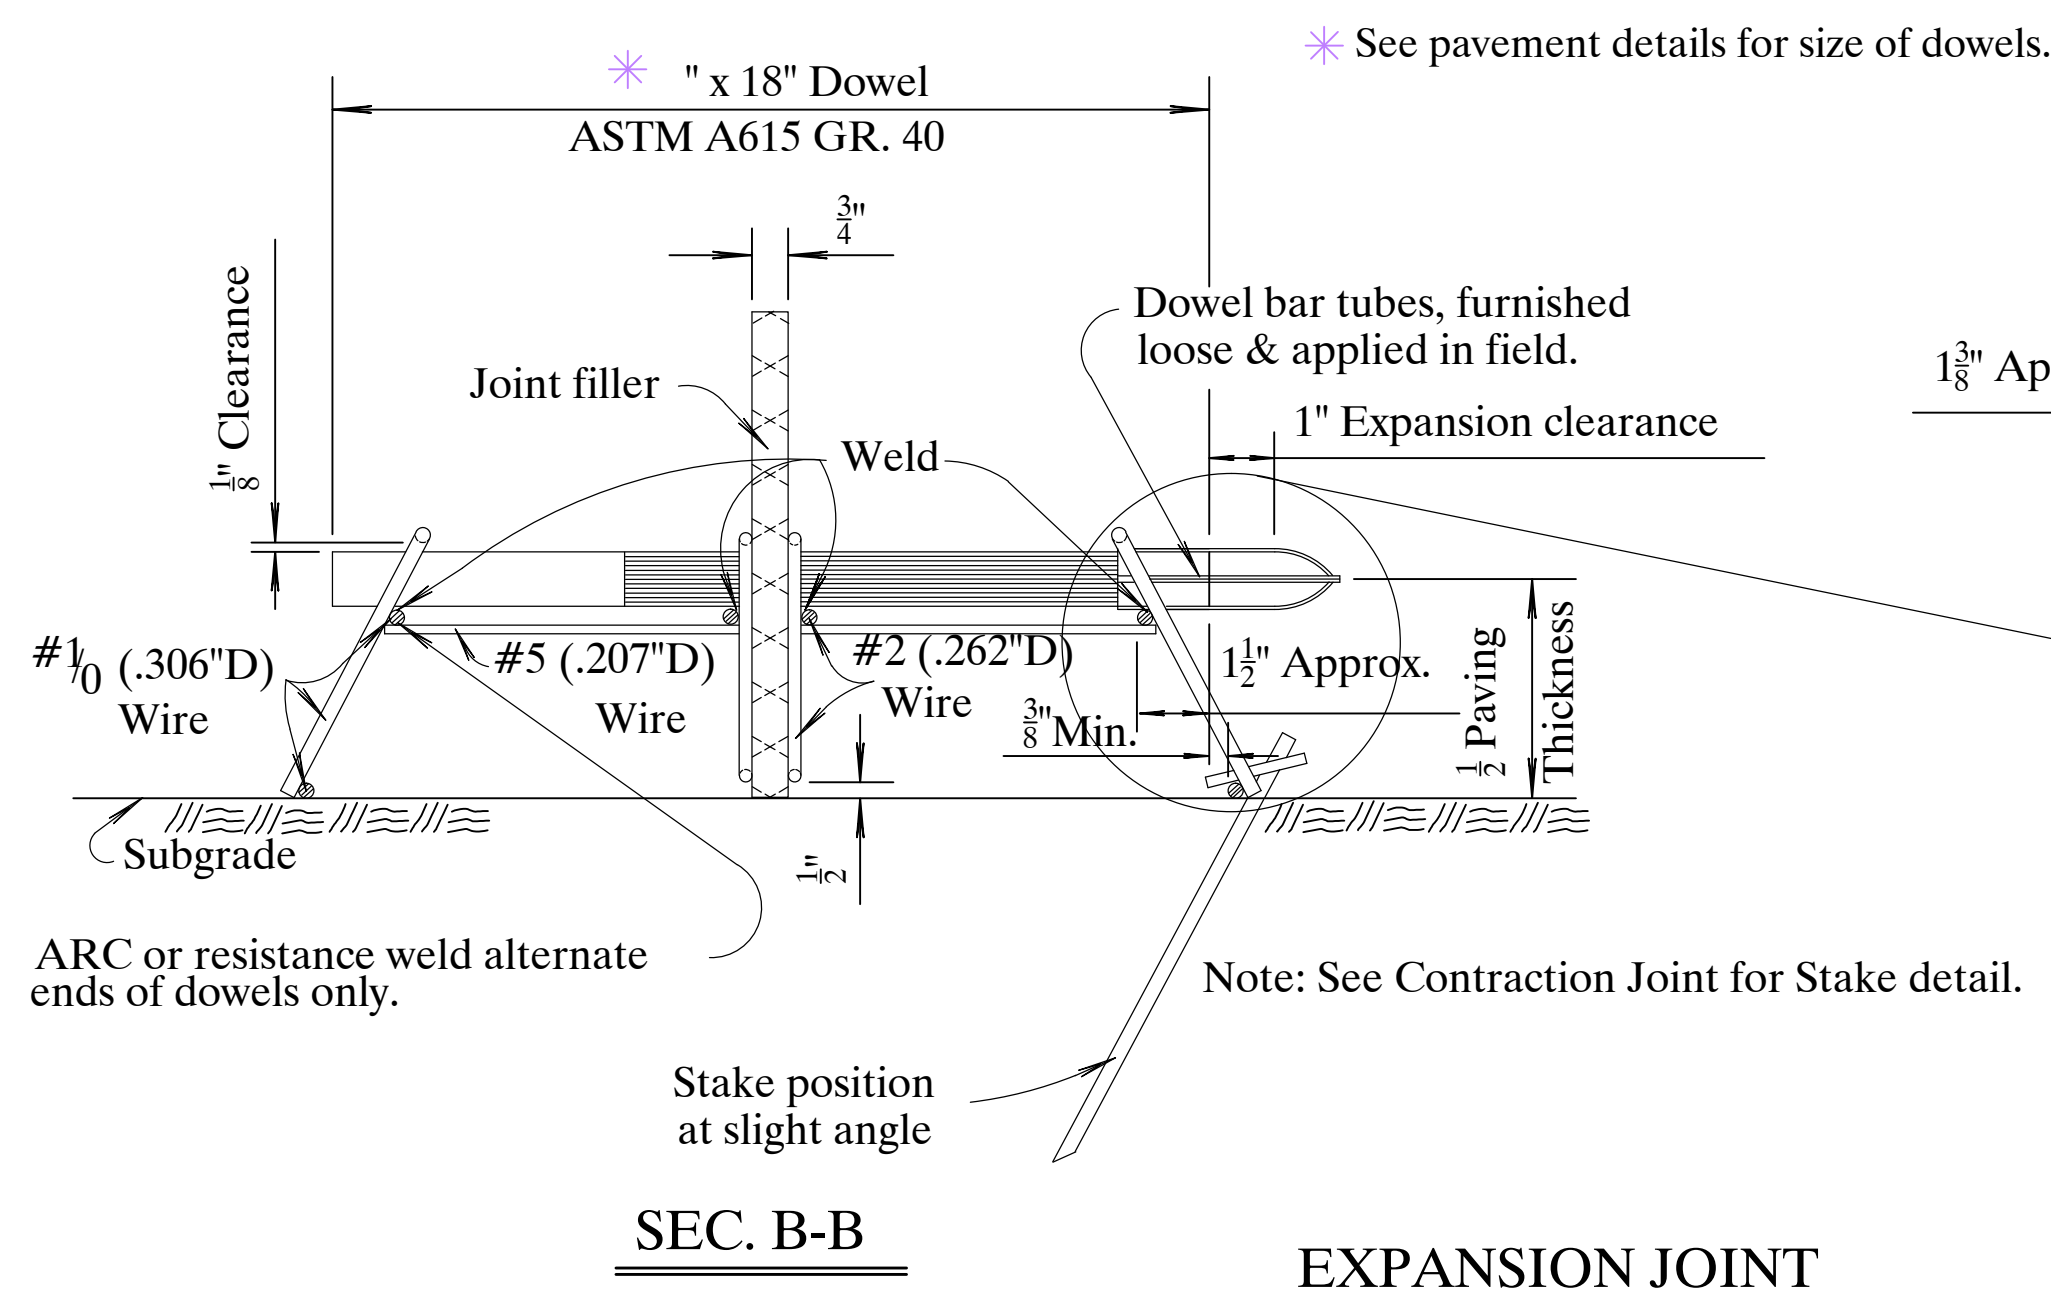 ✳ See pavement details for size of dowels.
✳ " x 18" Dowel
ASTM A615 GR. 40
3/4"
1/8" Clearance
Dowel bar tubes, furnished
loose & applied in field.
1 3/8" Ap
Joint filler
1" Expansion clearance
Weld
#1/0 (.306"D)
Wire
#5 (.207"D)
Wire
#2 (.262"D)
Wire
1 1/2" Approx.
3/8" Min.
1/2 Paving
Thickness
Subgrade
1/2"
ARC or resistance weld alternate
ends of dowels only.
Note: See Contraction Joint for Stake detail.
Stake position
at slight angle
SEC. B-B
EXPANSION JOINT